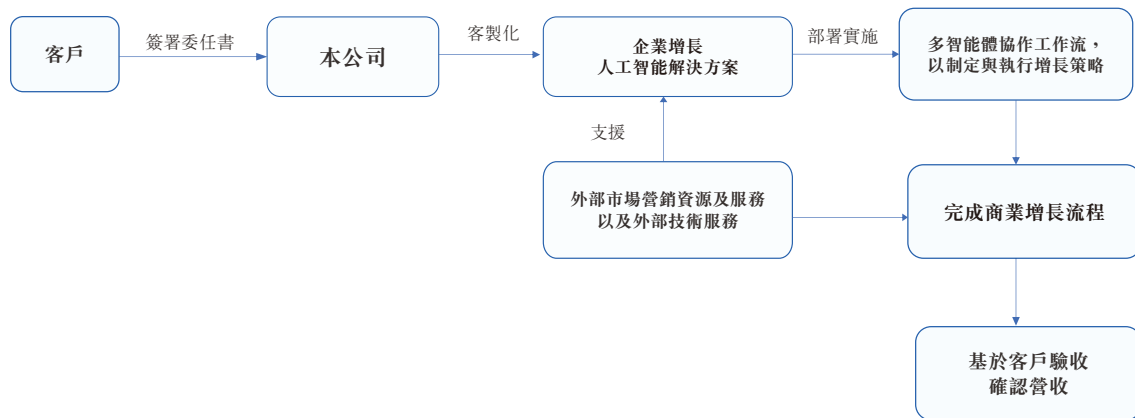 客戶
簽署委任書
本公司
客製化
企業增長
人工智能解決方案
部署實施
多智能體協作工作流，
以制定與執行增長策略
支援
外部市場營銷資源及服務
以及外部技術服務
完成商業增長流程
基於客戶驗收
確認營收